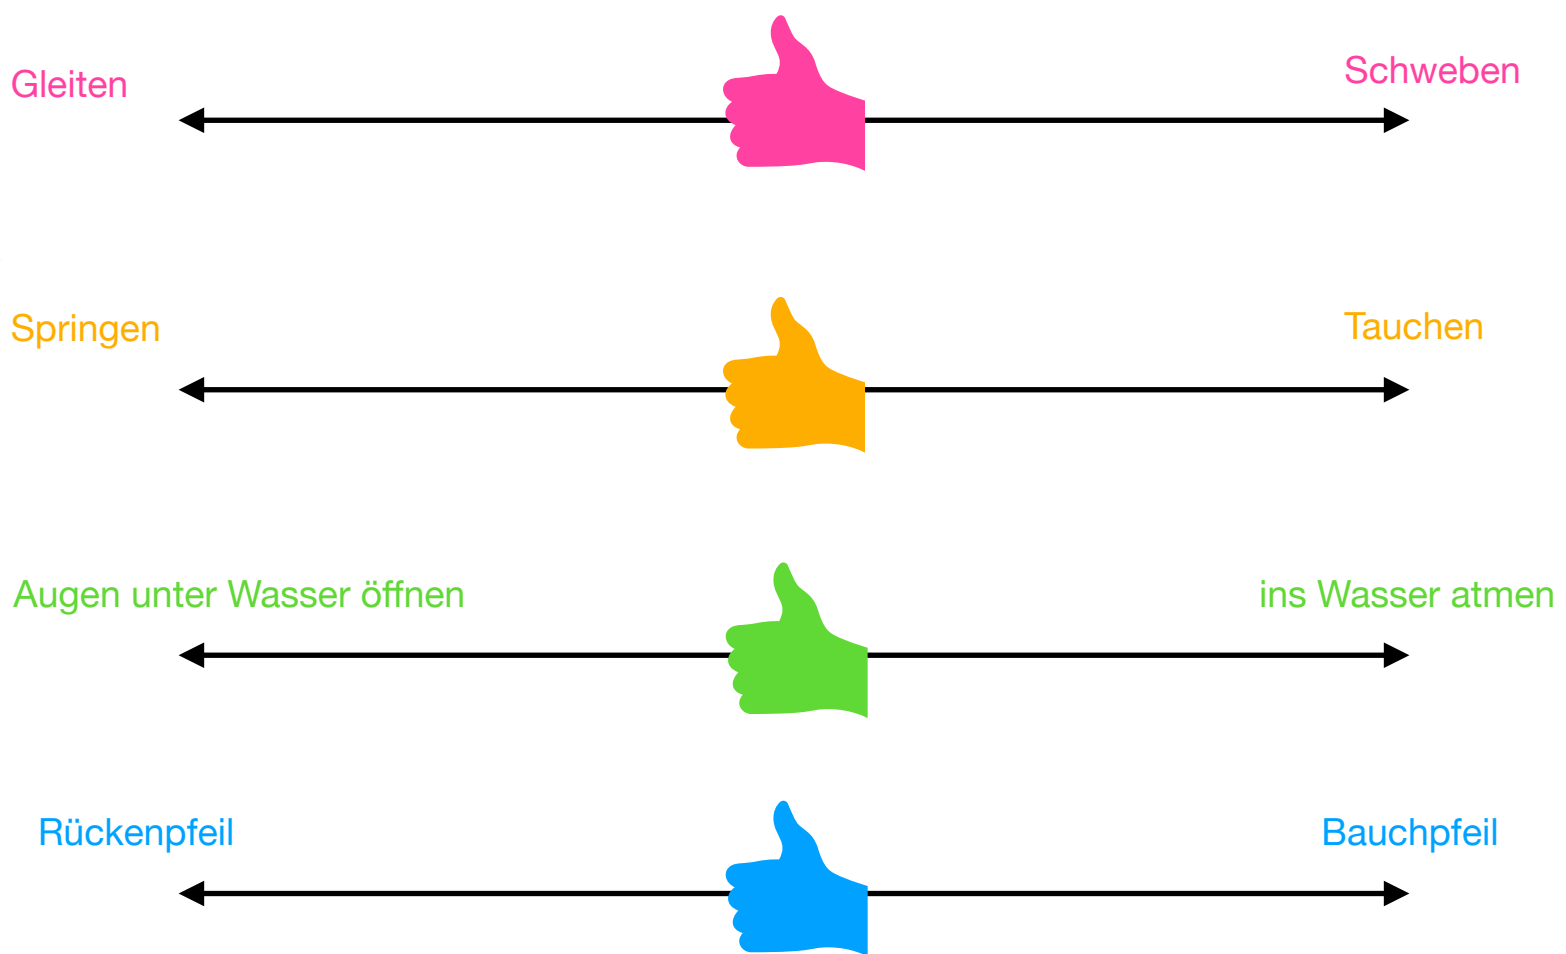 Gleiten
Schweben
Springen
Tauchen
Augen unter Wasser öffnen
ins Wasser atmen
Rückenpfeil
Bauchpfeil